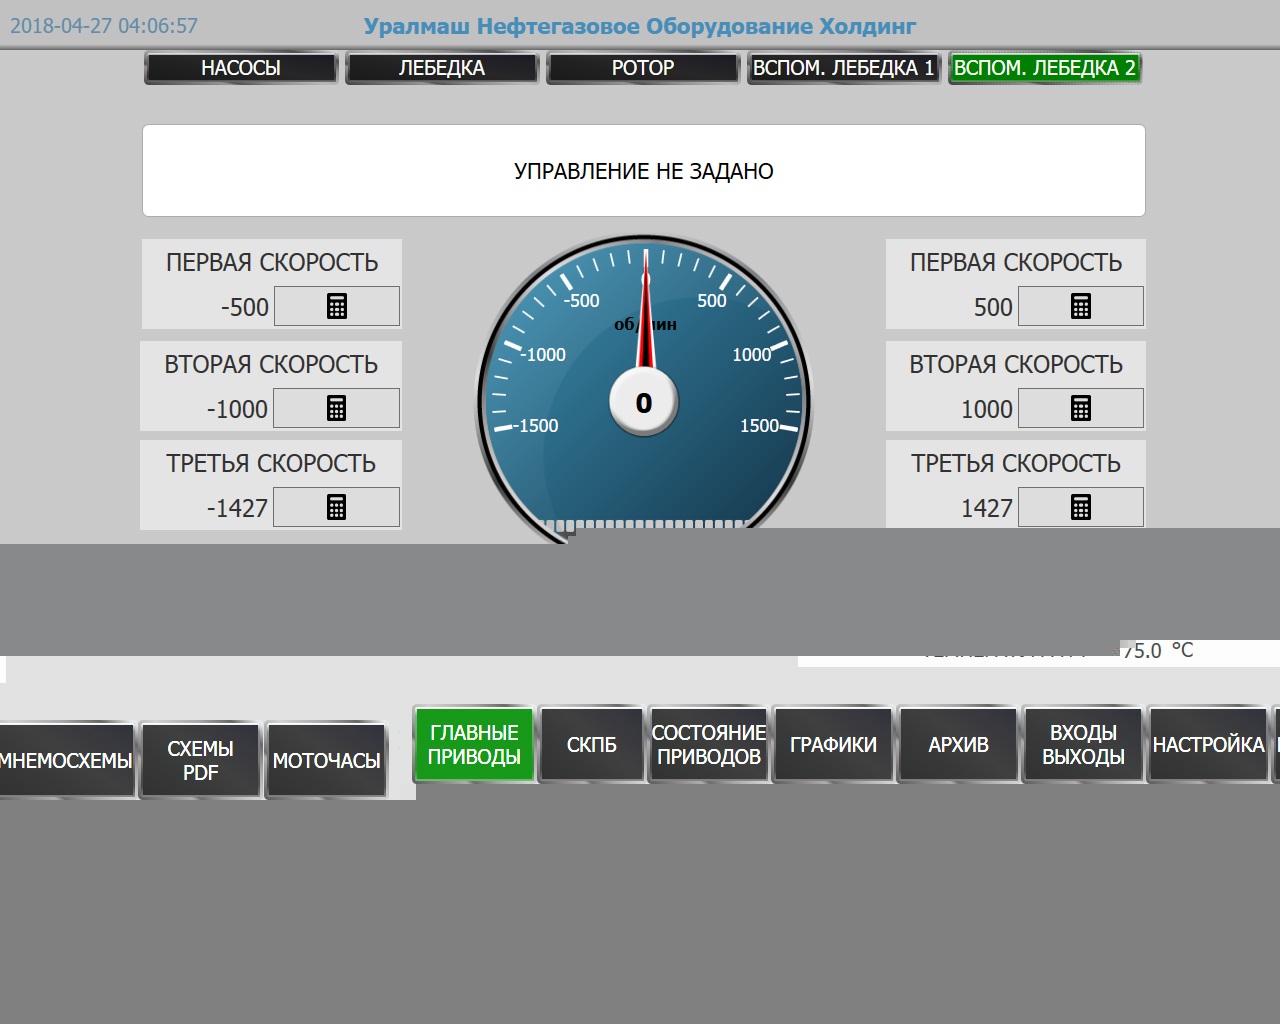 2018-04-27 04:06:57
Уралмаш Нефтегазовое Оборудование Холдинг
НАСОСЫ
ЛЕБЕДКА
РОТОР
ВСПОМ. ЛЕБЕДКА 1
ВСПОМ. ЛЕБЕДКА 2
УПРАВЛЕНИЕ НЕ ЗАДАНО
ПЕРВАЯ СКОРОСТЬ
-500
ВТОРАЯ СКОРОСТЬ
-1000
ТРЕТЬЯ СКОРОСТЬ
-1427
0
-500
500
об/мин
-1000
1000
0
-1500
1500
ПЕРВАЯ СКОРОСТЬ
500
ВТОРАЯ СКОРОСТЬ
1000
ТРЕТЬЯ СКОРОСТЬ
1427
75.0 °C
МНЕМОСХЕМЫ
СХЕМЫ
PDF
МОТОЧАСЫ
ГЛАВНЫЕ
ПРИВОДЫ
СКПБ
СОСТОЯНИЕ
ПРИВОДОВ
ГРАФИКИ
АРХИВ
ВХОДЫ
ВЫХОДЫ
НАСТРОЙКА